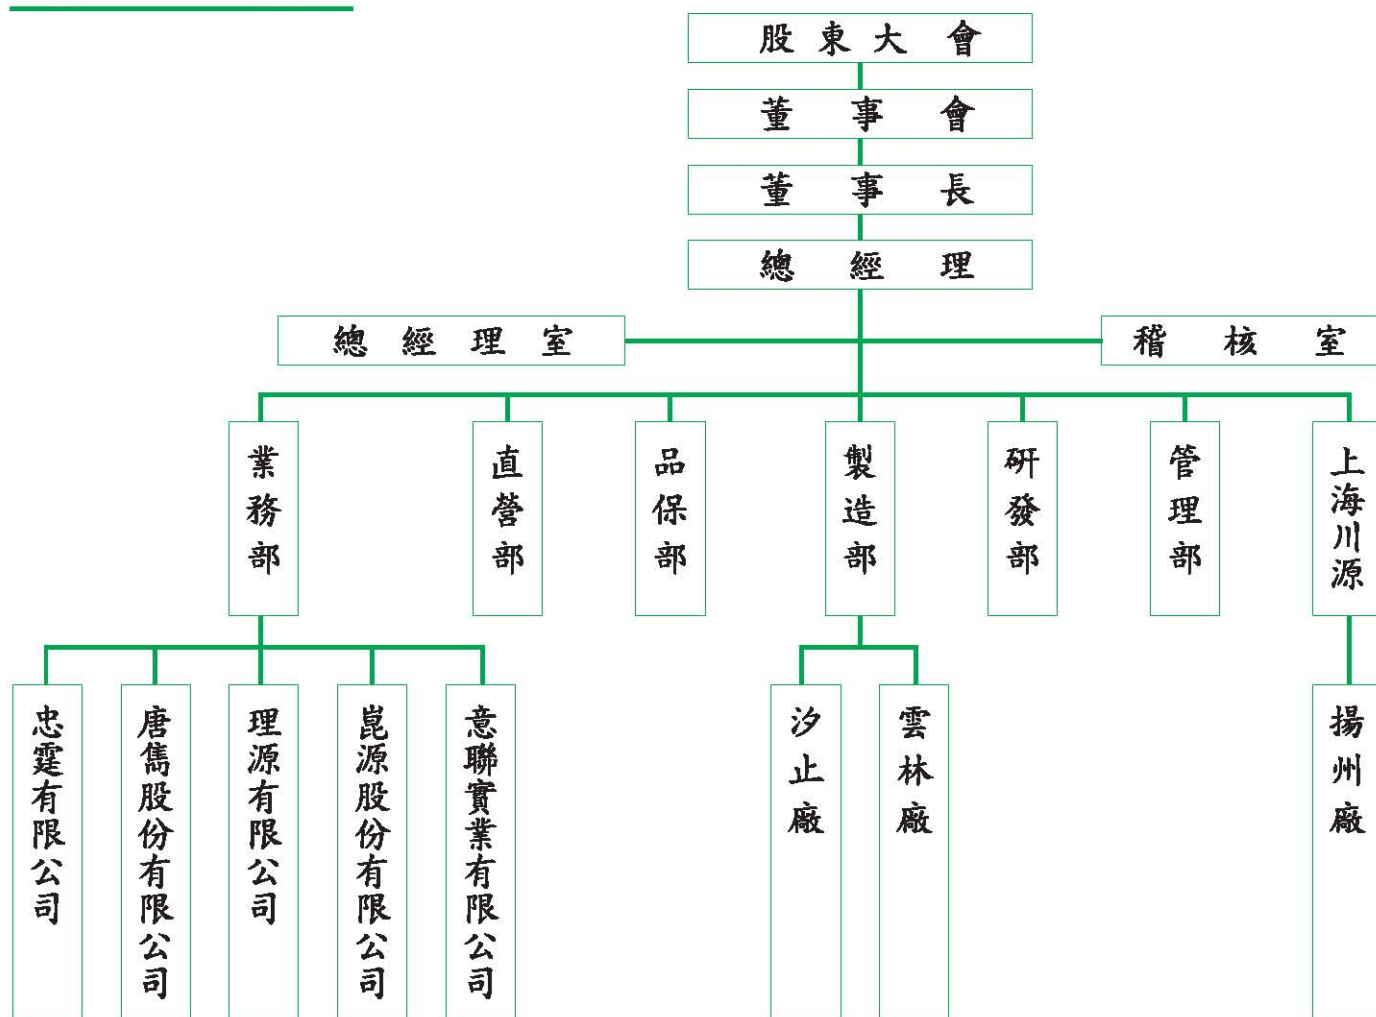 股東大會
董事會
董事長
總經理
總經理室
稽核室
業務部
直營部
品保部
製造部
研發部
管理部
上海川源
忠霆有限公司
唐雋股份有限公司
理源有限公司
崑源股份有限公司
意聯實業有限公司
汐止廠
雲林廠
揚州廠